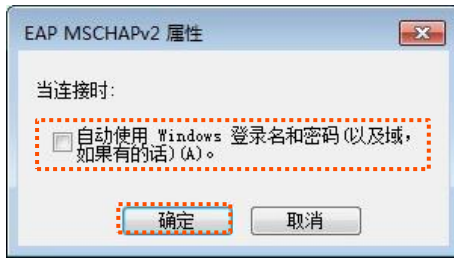 EAP MSCHAPv2 属性
当连接时:
自动使用 Windows 登录名和密码(以及域,
如果有的话)(A)。
确定
取消